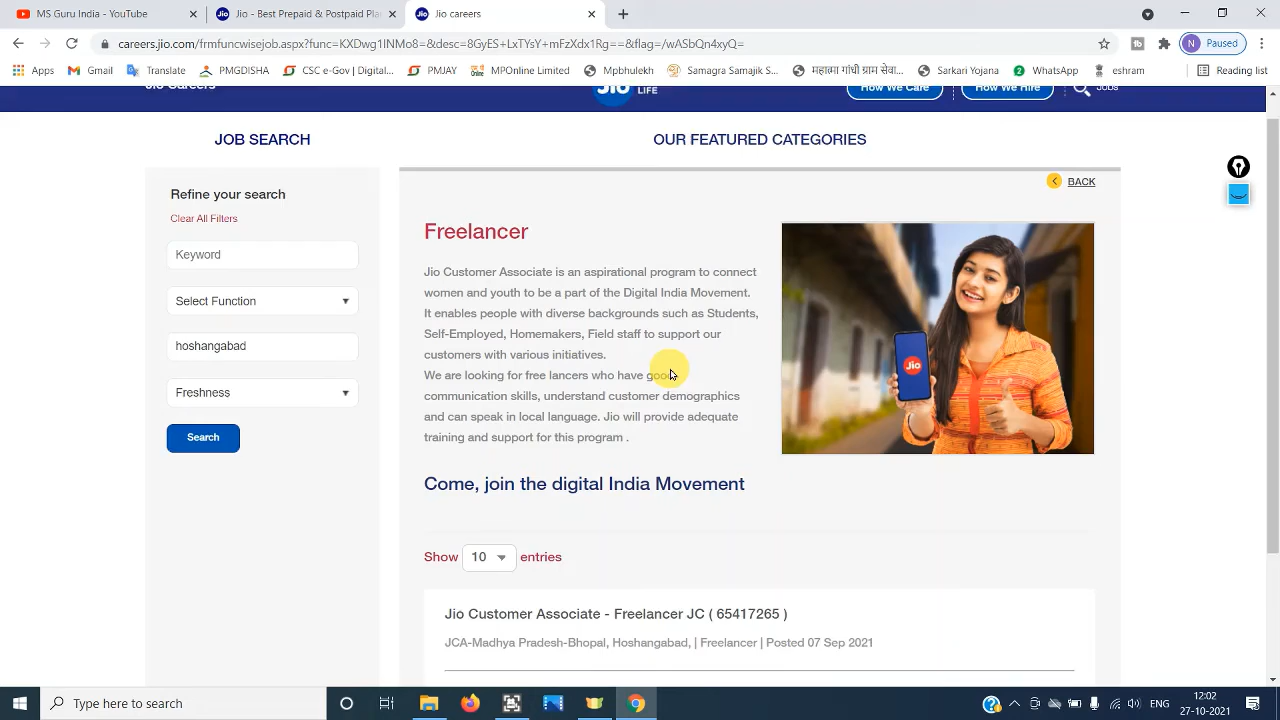 MS Guru India - YouTube
Jio - Best Prepaid & Postpaid Plan
Jio careers
careers.jio.com/frmfuncwisejob.aspx?func=KXDwg1INMo8=&desc=8GyES+LxTYsY+mFzXdx1Rg==&flag=/wASbQn4xyQ=
Paused
Apps
Gmail
Translate
PMGDISHA
CSC e-Gov | Digital...
PMJAY
MPOnline Limited
Mpbhulekh
Samagra Samajik...
महात्मा गांधी ग्राम सेवा...
Sarkari Yojana
WhatsApp
eshram
Reading list
Jio Careers
LIFE
How We Care
How We Hire
Jobs
JOB SEARCH
OUR FEATURED CATEGORIES
Refine your search
Clear All Filters
Keyword
Select Function
hoshangabad
Freshness
Search
BACK
Freelancer
Jio Customer Associate is an aspirational program to connect
women and youth to be a part of the Digital India Movement.
It enables people with diverse backgrounds such as Students,
Self-Employed, Homemakers, Field staff to support our
customers with various initiatives.
We are looking for free lancers who have good
communication skills, understand customer demographics
and can speak in local language. Jio will provide adequate
training and support for this program .
Jio
Come, join the digital India Movement
Show 10 entries
Jio Customer Associate - Freelancer JC ( 65417265 )
JCA-Madhya Pradesh-Bhopal, Hoshangabad, | Freelancer | Posted 07 Sep 2021
Type here to search
ENG
12:02
27-10-2021